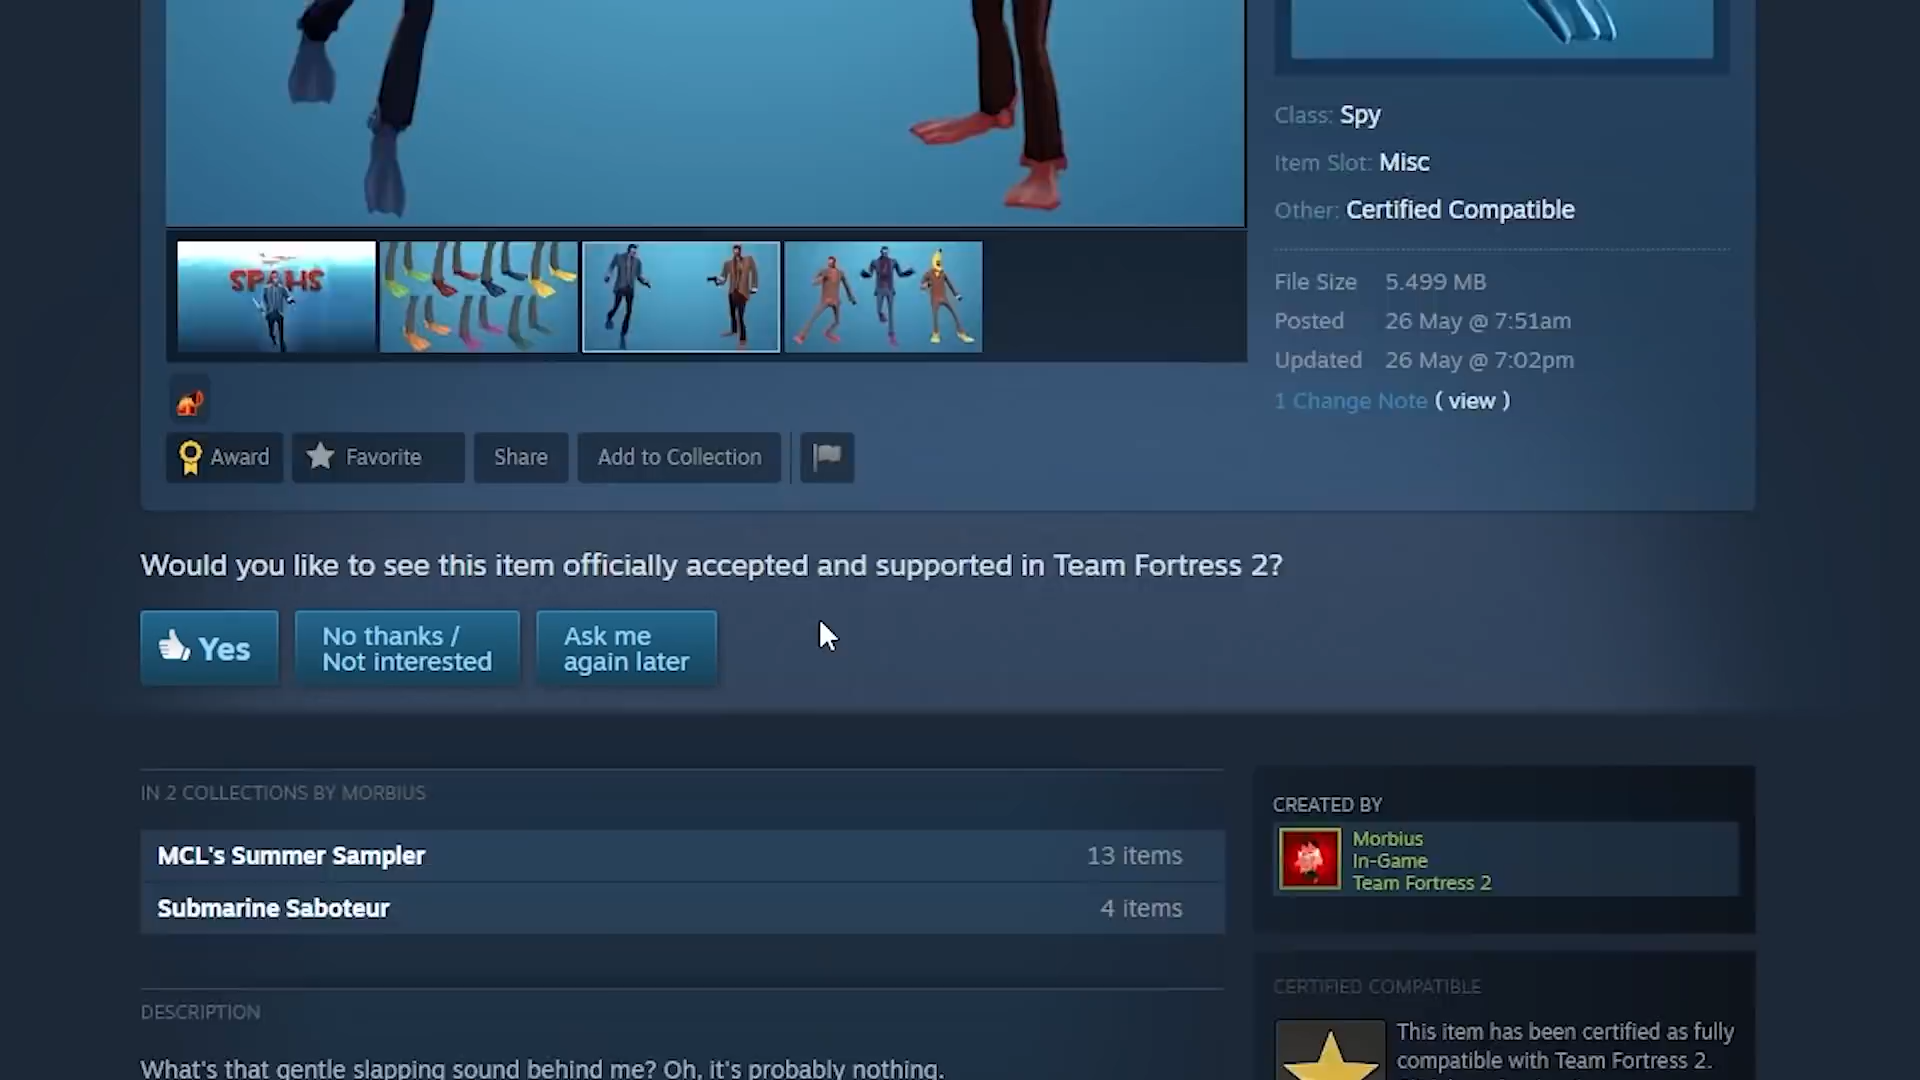 Class: Spy
Item Slot: Misc
Other: Certified Compatible
SPAHS
File Size 5.499 MB
Posted 26 May @ 7:51am
Updated 26 May @ 7:02pm
1 Change Note ( view )
Award
Favorite
Share
Add to Collection
Would you like to see this item officially accepted and supported in Team Fortress 2?
Yes
No thanks /
Not interested
Ask me
again later
IN 2 COLLECTIONS BY MORBIUS
MCL's Summer Sampler 13 items
Submarine Saboteur 4 items
CREATED BY
Morbius
In-Game
Team Fortress 2
DESCRIPTION
What's that gentle slapping sound behind me? Oh, it's probably nothing.
CERTIFIED COMPATIBLE
This item has been certified as fully
compatible with Team Fortress 2.